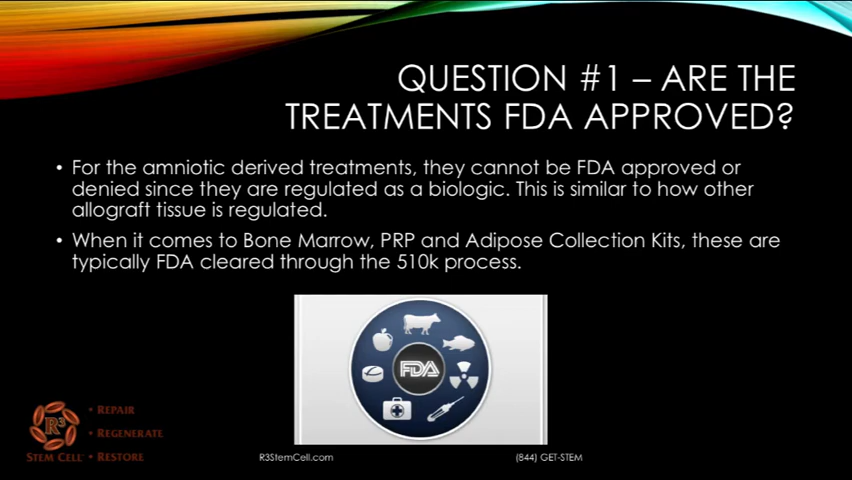 QUESTION #1 – ARE THE
TREATMENTS FDA APPROVED?
• For the amniotic derived treatments, they cannot be FDA approved or
denied since they are regulated as a biologic. This is similar to how other
allograft tissue is regulated.
• When it comes to Bone Marrow, PRP and Adipose Collection Kits, these are
typically FDA cleared through the 510k process.
FDA
R3
STEM CELL
• REPAIR
• REGENERATE
• RESTORE
R3StemCell.com
(844) GET-STEM